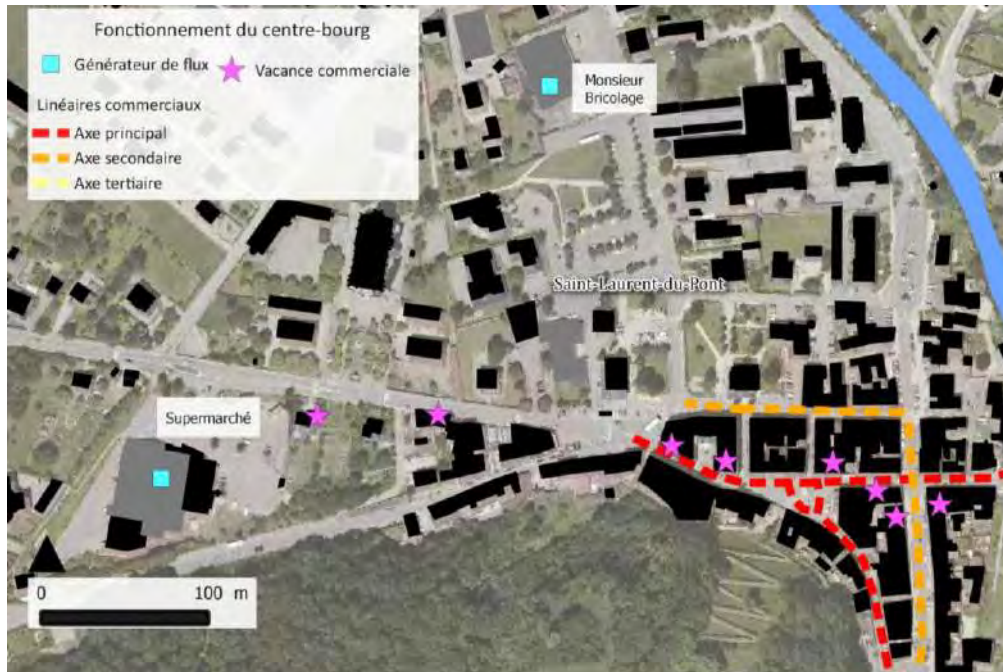 Fonctionnement du centre-bourg
Générateur de flux
Vacance commerciale
Linéaires commerciaux
Axe principal
Axe secondaire
Axe tertiaire
Monsieur
Bricolage
Saint-Laurent-du-Pont
Supermarché
0 100 m